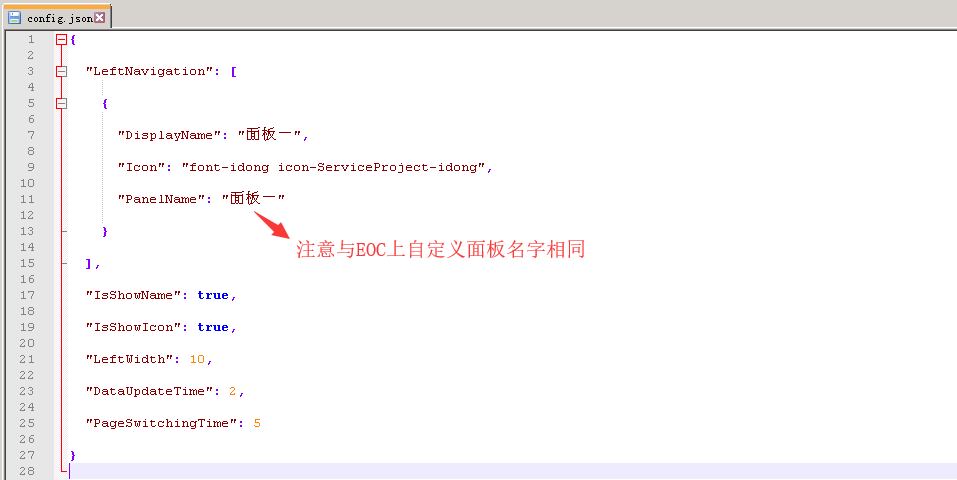 config.json
1 {
2
3 "LeftNavigation": [
4
5 {
6
7 "DisplayName": "面板一",
8
9 "Icon": "font-idong icon-ServiceProject-idong",
10
11 "PanelName": "面板一"
12
13 }
注意与EOC上自定义面板名字相同
14
15 ],
16
17 "IsShowName": true,
18
19 "IsShowIcon": true,
20
21 "LeftWidth": 10,
22
23 "DataUpdateTime": 2,
24
25 "PageSwitchingTime": 5
26
27 }
28